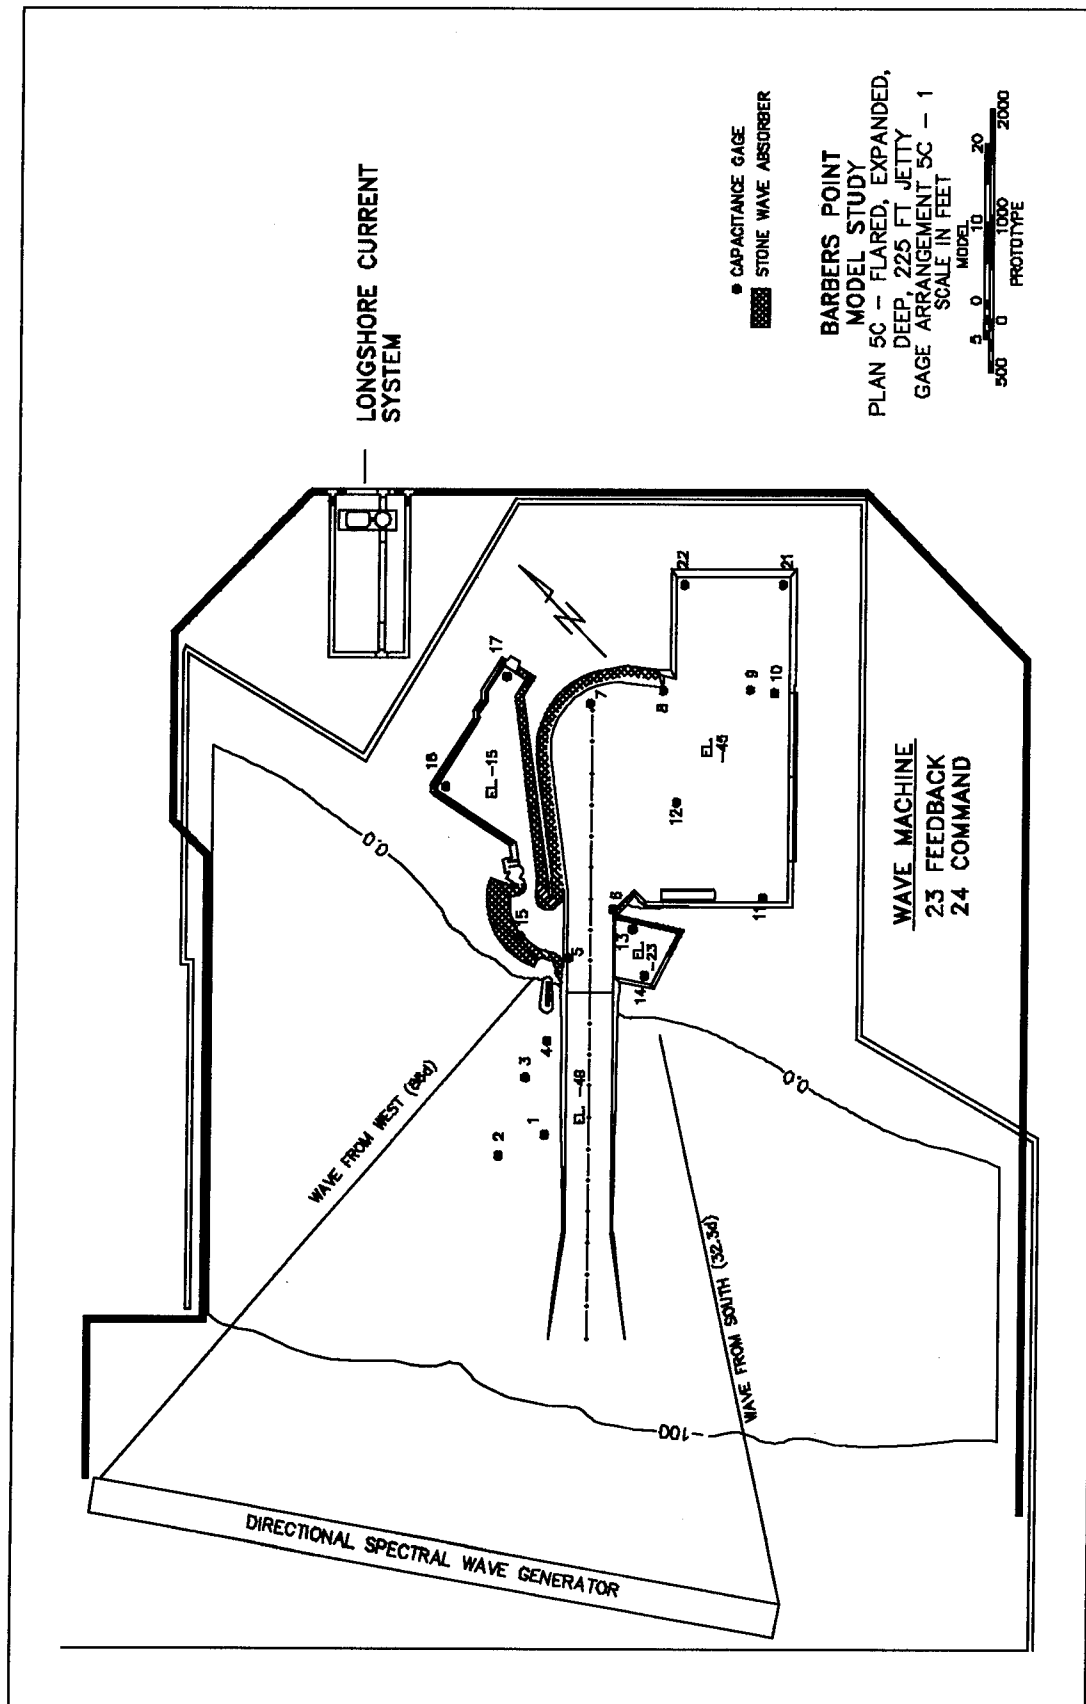 LONGSHORE CURRENT
SYSTEM
CAPACITANCE GAGE
STONE WAVE ABSORBER
BARBERS POINT
MODEL STUDY
PLAN 5C - FLARED, EXPANDED,
DEEP, 225 FT JETTY
GAGE ARRANGEMENT 5C - 1
SCALE IN FEET
MODEL
5 0 10 20
500 0 1000 2000
PROTOTYPE
WAVE MACHINE
23 FEEDBACK
24 COMMAND
DIRECTIONAL SPECTRAL WAVE GENERATOR
WAVE FROM WEST (86d)
WAVE FROM SOUTH (32.5d)
-100
0.0
0.0
N
EL -15
EL
-45
EL
-23
EL -48
1
2
3
4
5
6
7
8
9
10
11
12
13
14
15
16
17
21
22